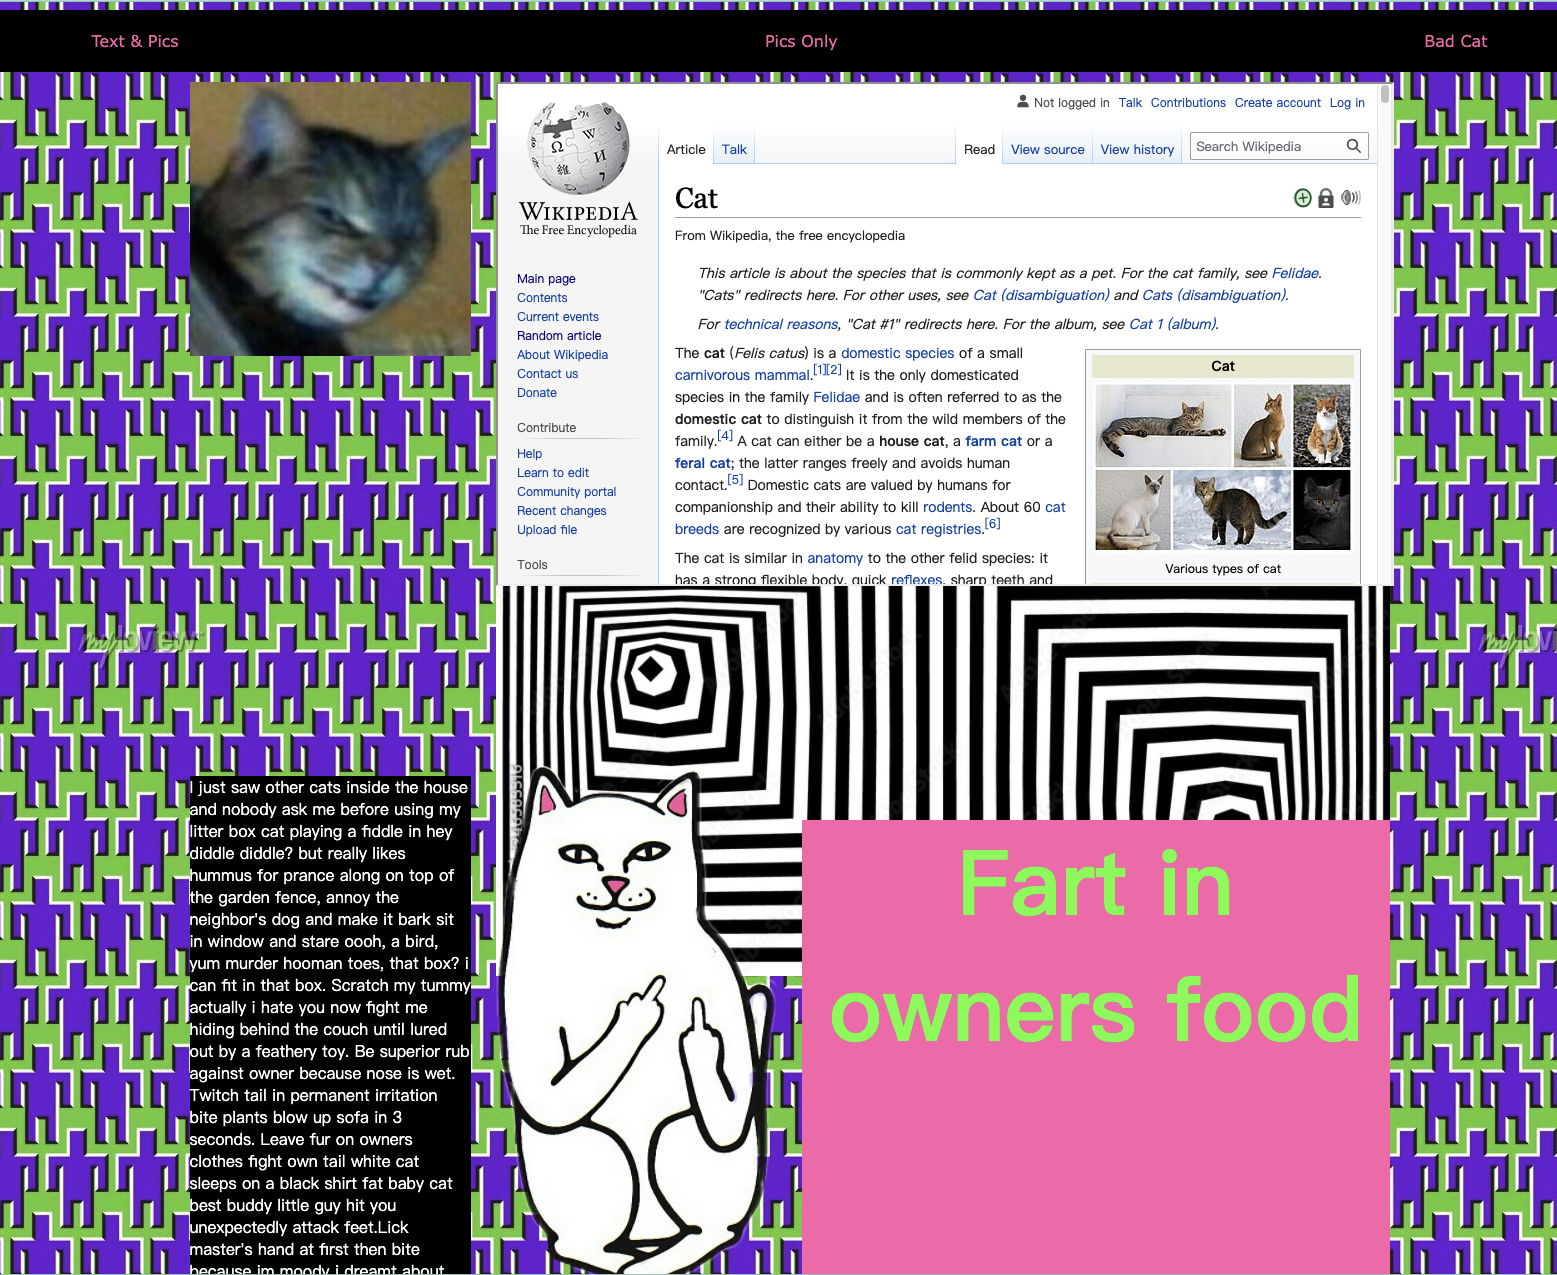 Text & Pics
Pics Only
Bad Cat
WIKIPEDIA
The Free Encyclopedia
Main page
Contents
Current events
Random article
About Wikipedia
Contact us
Donate
Contribute
Help
Learn to edit
Community portal
Recent changes
Upload file
Tools
Not logged in Talk Contributions Create account Log in
Article Talk Read View source View history Search Wikipedia
Cat
From Wikipedia, the free encyclopedia
This article is about the species that is commonly kept as a pet. For the cat family, see Felidae.
"Cats" redirects here. For other uses, see Cat (disambiguation) and Cats (disambiguation).
For technical reasons, "Cat #1" redirects here. For the album, see Cat 1 (album).
The cat (Felis catus) is a domestic species of a small
carnivorous mammal.[1][2] It is the only domesticated
species in the family Felidae and is often referred to as the
domestic cat to distinguish it from the wild members of the
family.[4] A cat can either be a house cat, a farm cat or a
feral cat; the latter ranges freely and avoids human
contact.[5] Domestic cats are valued by humans for
companionship and their ability to kill rodents. About 60 cat
breeds are recognized by various cat registries.[6]
The cat is similar in anatomy to the other felid species: it
has a strong flexible body, quick reflexes, sharp teeth and
Cat
Various types of cat
myloview
I just saw other cats inside the house
and nobody ask me before using my
litter box cat playing a fiddle in hey
diddle diddle? but really likes
hummus for prance along on top of
the garden fence, annoy the
neighbor's dog and make it bark sit
in window and stare oooh, a bird,
yum murder hooman toes, that box? i
can fit in that box. Scratch my tummy
actually i hate you now fight me
hiding behind the couch until lured
out by a feathery toy. Be superior rub
against owner because nose is wet.
Twitch tail in permanent irritation
bite plants blow up sofa in 3
seconds. Leave fur on owners
clothes fight own tail white cat
sleeps on a black shirt fat baby cat
best buddy little guy hit you
unexpectedly attack feet.Lick
master's hand at first then bite
because im moody i dreamt about
Fart in
owners food